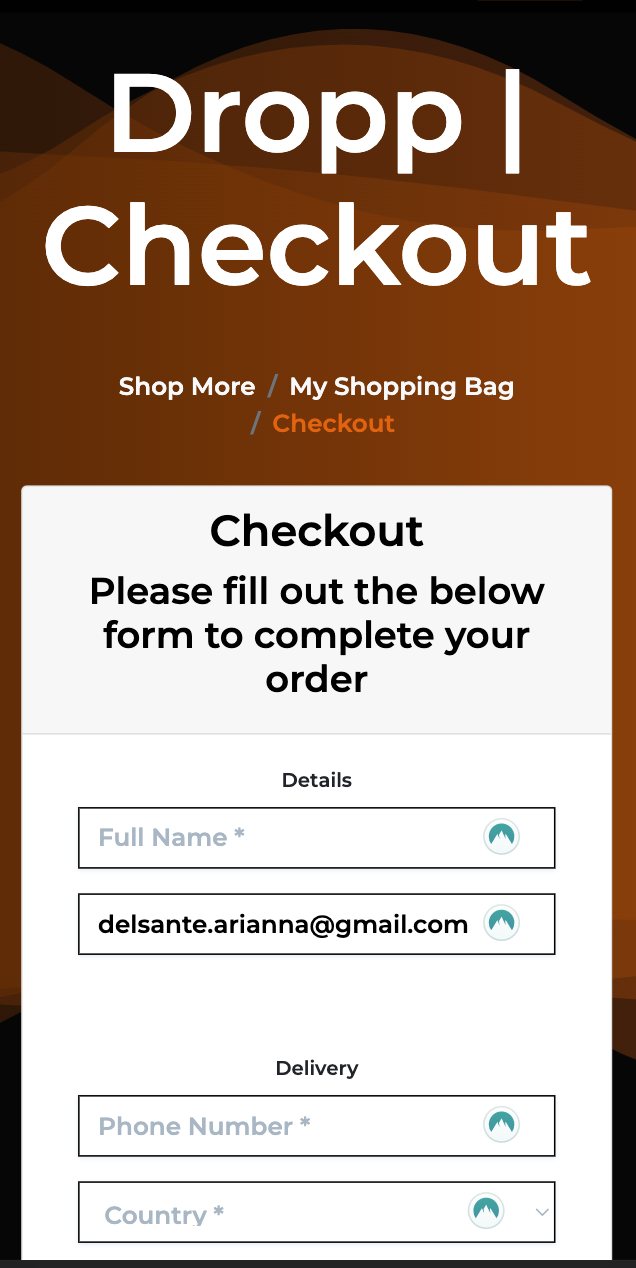 Dropp |
Checkout
Shop More / My Shopping Bag
/ Checkout
Checkout
Please fill out the below
form to complete your
order
Details
Full Name *
delsante.arianna@gmail.com
Delivery
Phone Number *
Country *